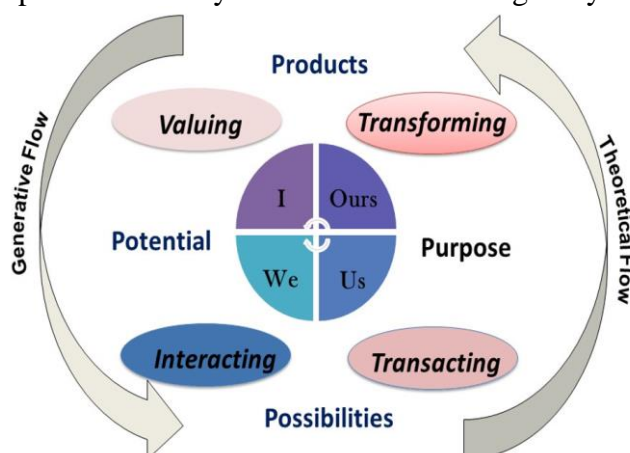 Products
Valuing
Transforming
Generative Flow
Theoretical Flow
I
Ours
Potential
Purpose
We
Us
Interacting
Transacting
Possibilities